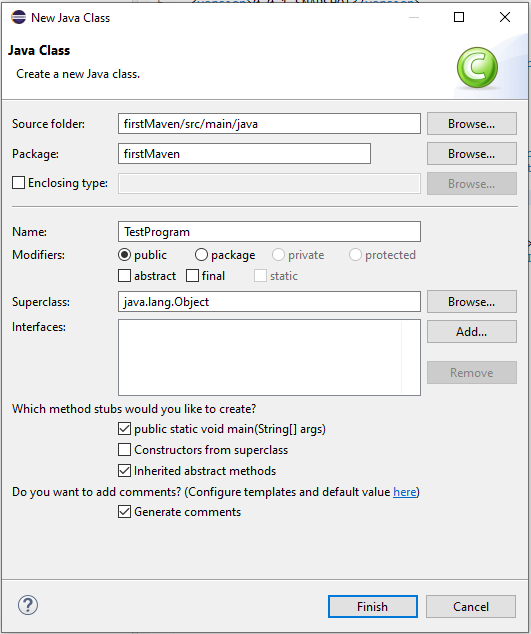 New Java Class
Java Class
Create a new Java class.
Source folder: firstMaven/src/main/java Browse...
Package: firstMaven Browse...
Enclosing type: Browse...
Name: TestProgram
Modifiers: public package private protected
abstract final static
Superclass: java.lang.Object Browse...
Interfaces: Add...
Remove
Which method stubs would you like to create?
public static void main(String[] args)
Constructors from superclass
Inherited abstract methods
Do you want to add comments? (Configure templates and default value here)
Generate comments
? Finish Cancel